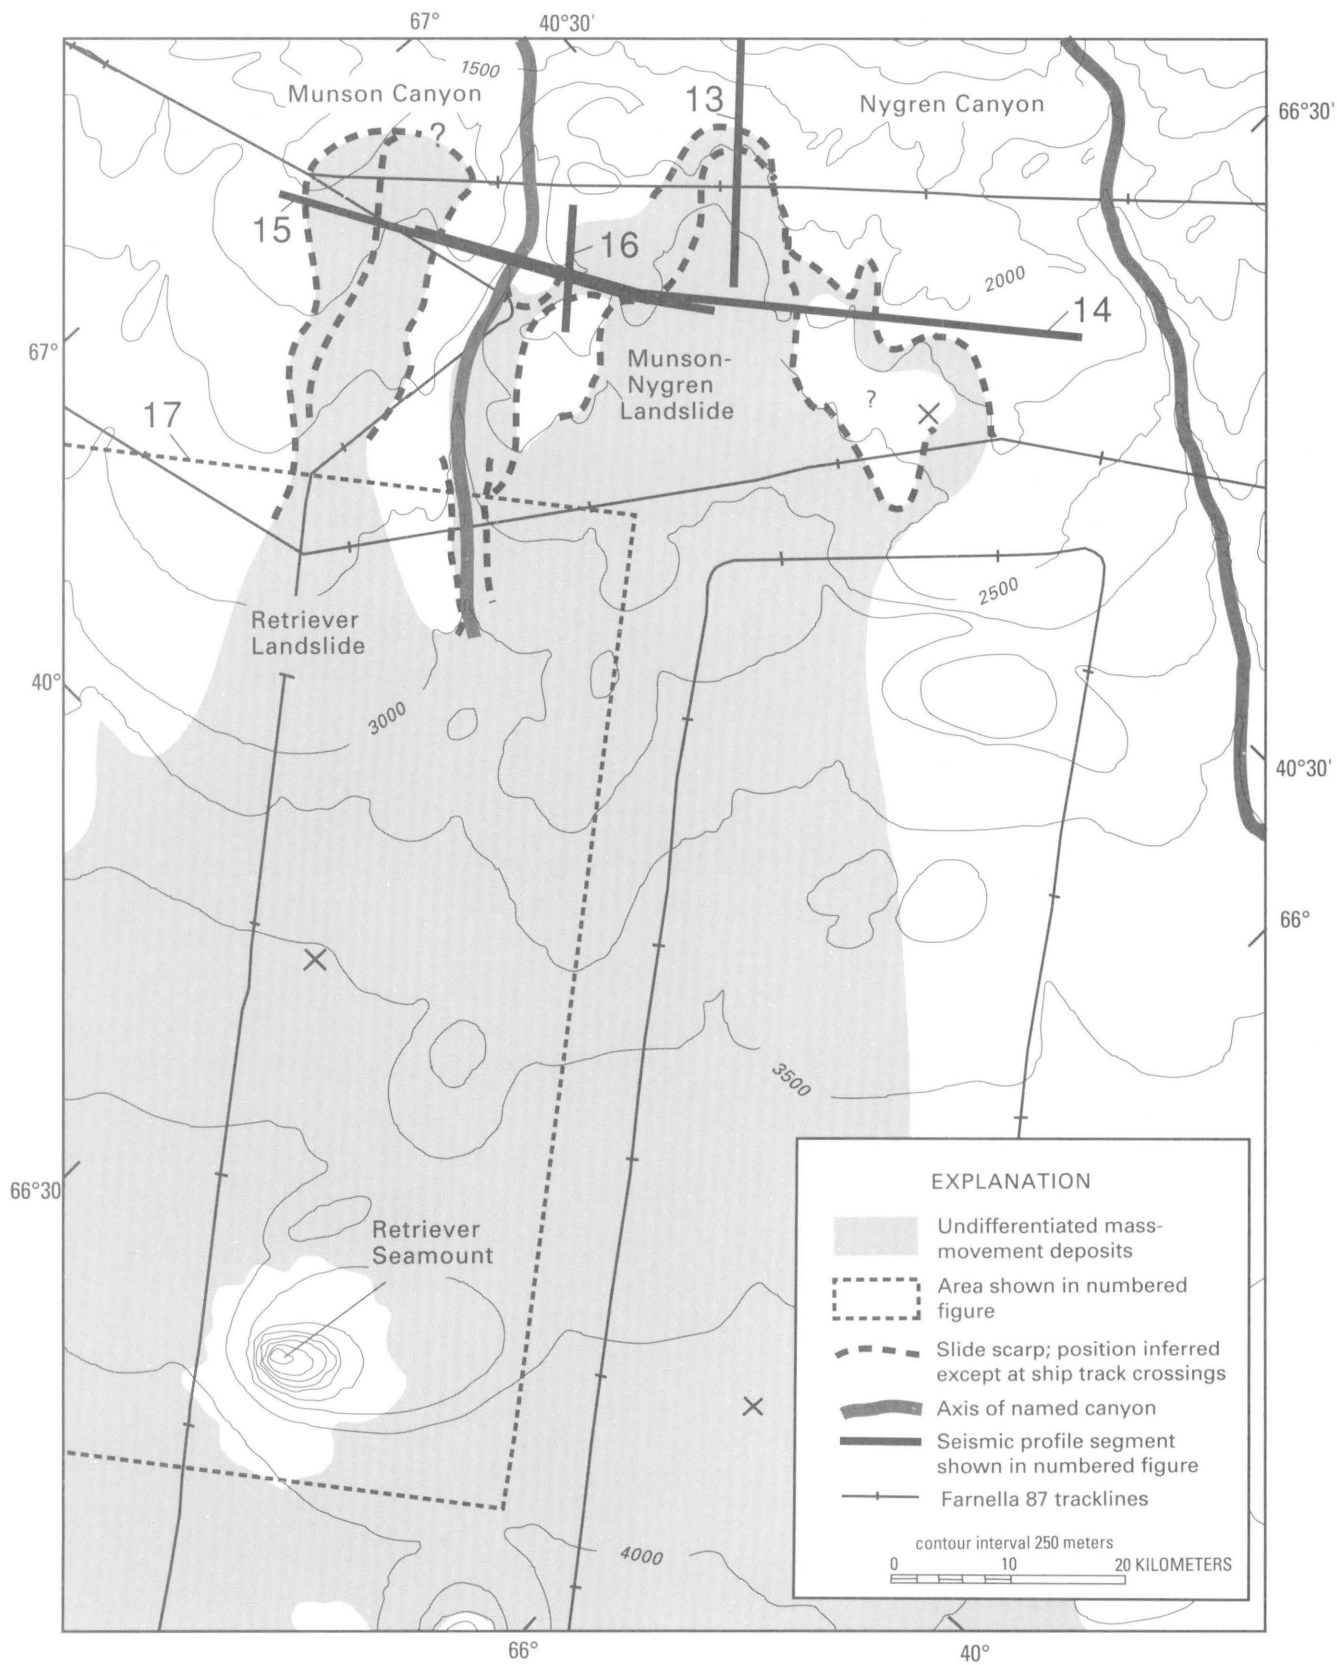 67°
40°30'
1500
Munson Canyon
13
Nygren Canyon
66°30'
?
15
16
2000
14
67°
Munson-
Nygren
Landslide
?
17
2500
Retriever
Landslide
40°
3000
40°30'
66°
3500
66°30
Retriever
Seamount
EXPLANATION
Undifferentiated mass-
movement deposits
Area shown in numbered
figure
Slide scarp; position inferred
except at ship track crossings
Axis of named canyon
Seismic profile segment
shown in numbered figure
Farnella 87 tracklines
contour interval 250 meters
0 10 20 KILOMETERS
4000
66°
40°